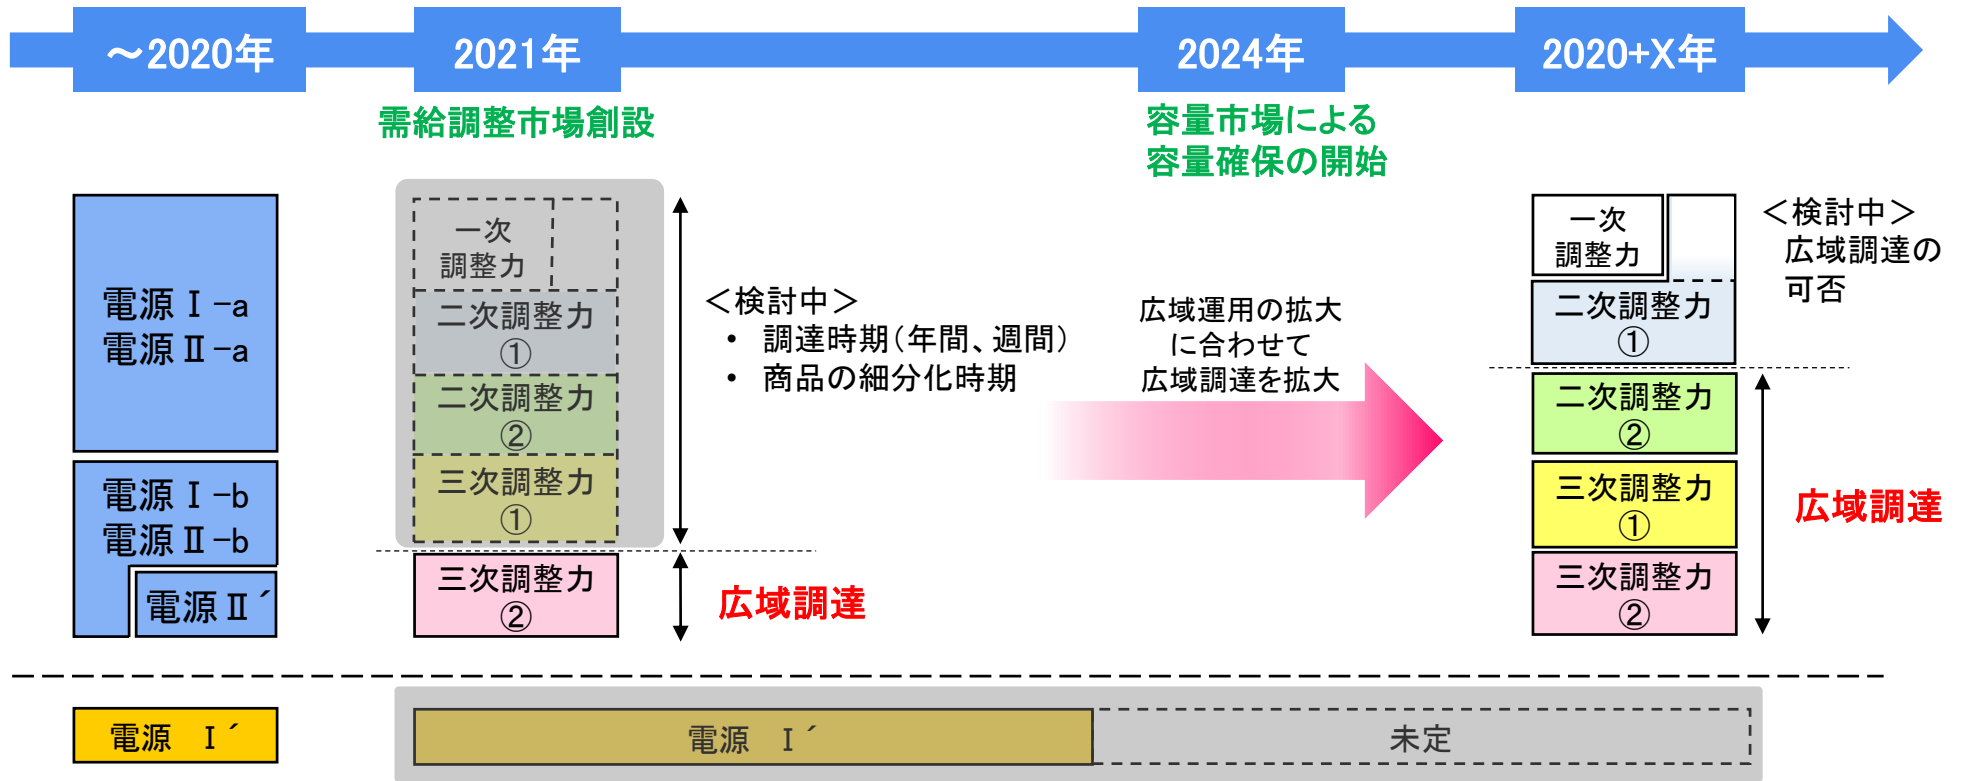 ～2020年
2021年
2024年
2020+X年
需給調整市場創設
容量市場による
容量確保の開始
電源Ⅰ-a
電源Ⅱ-a
電源Ⅰ-b
電源Ⅱ-b
電源Ⅱ´
一次
調整力
二次調整力
①
二次調整力
②
三次調整力
①
三次調整力
②
＜検討中＞
• 調達時期（年間、週間）
• 商品の細分化時期
広域調達
広域運用の拡大
に合わせて
広域調達を拡大
一次
調整力
二次調整力
①
二次調整力
②
三次調整力
①
三次調整力
②
＜検討中＞
広域調達の
可否
広域調達
電源　Ⅰ´
電源　Ⅰ´
未定